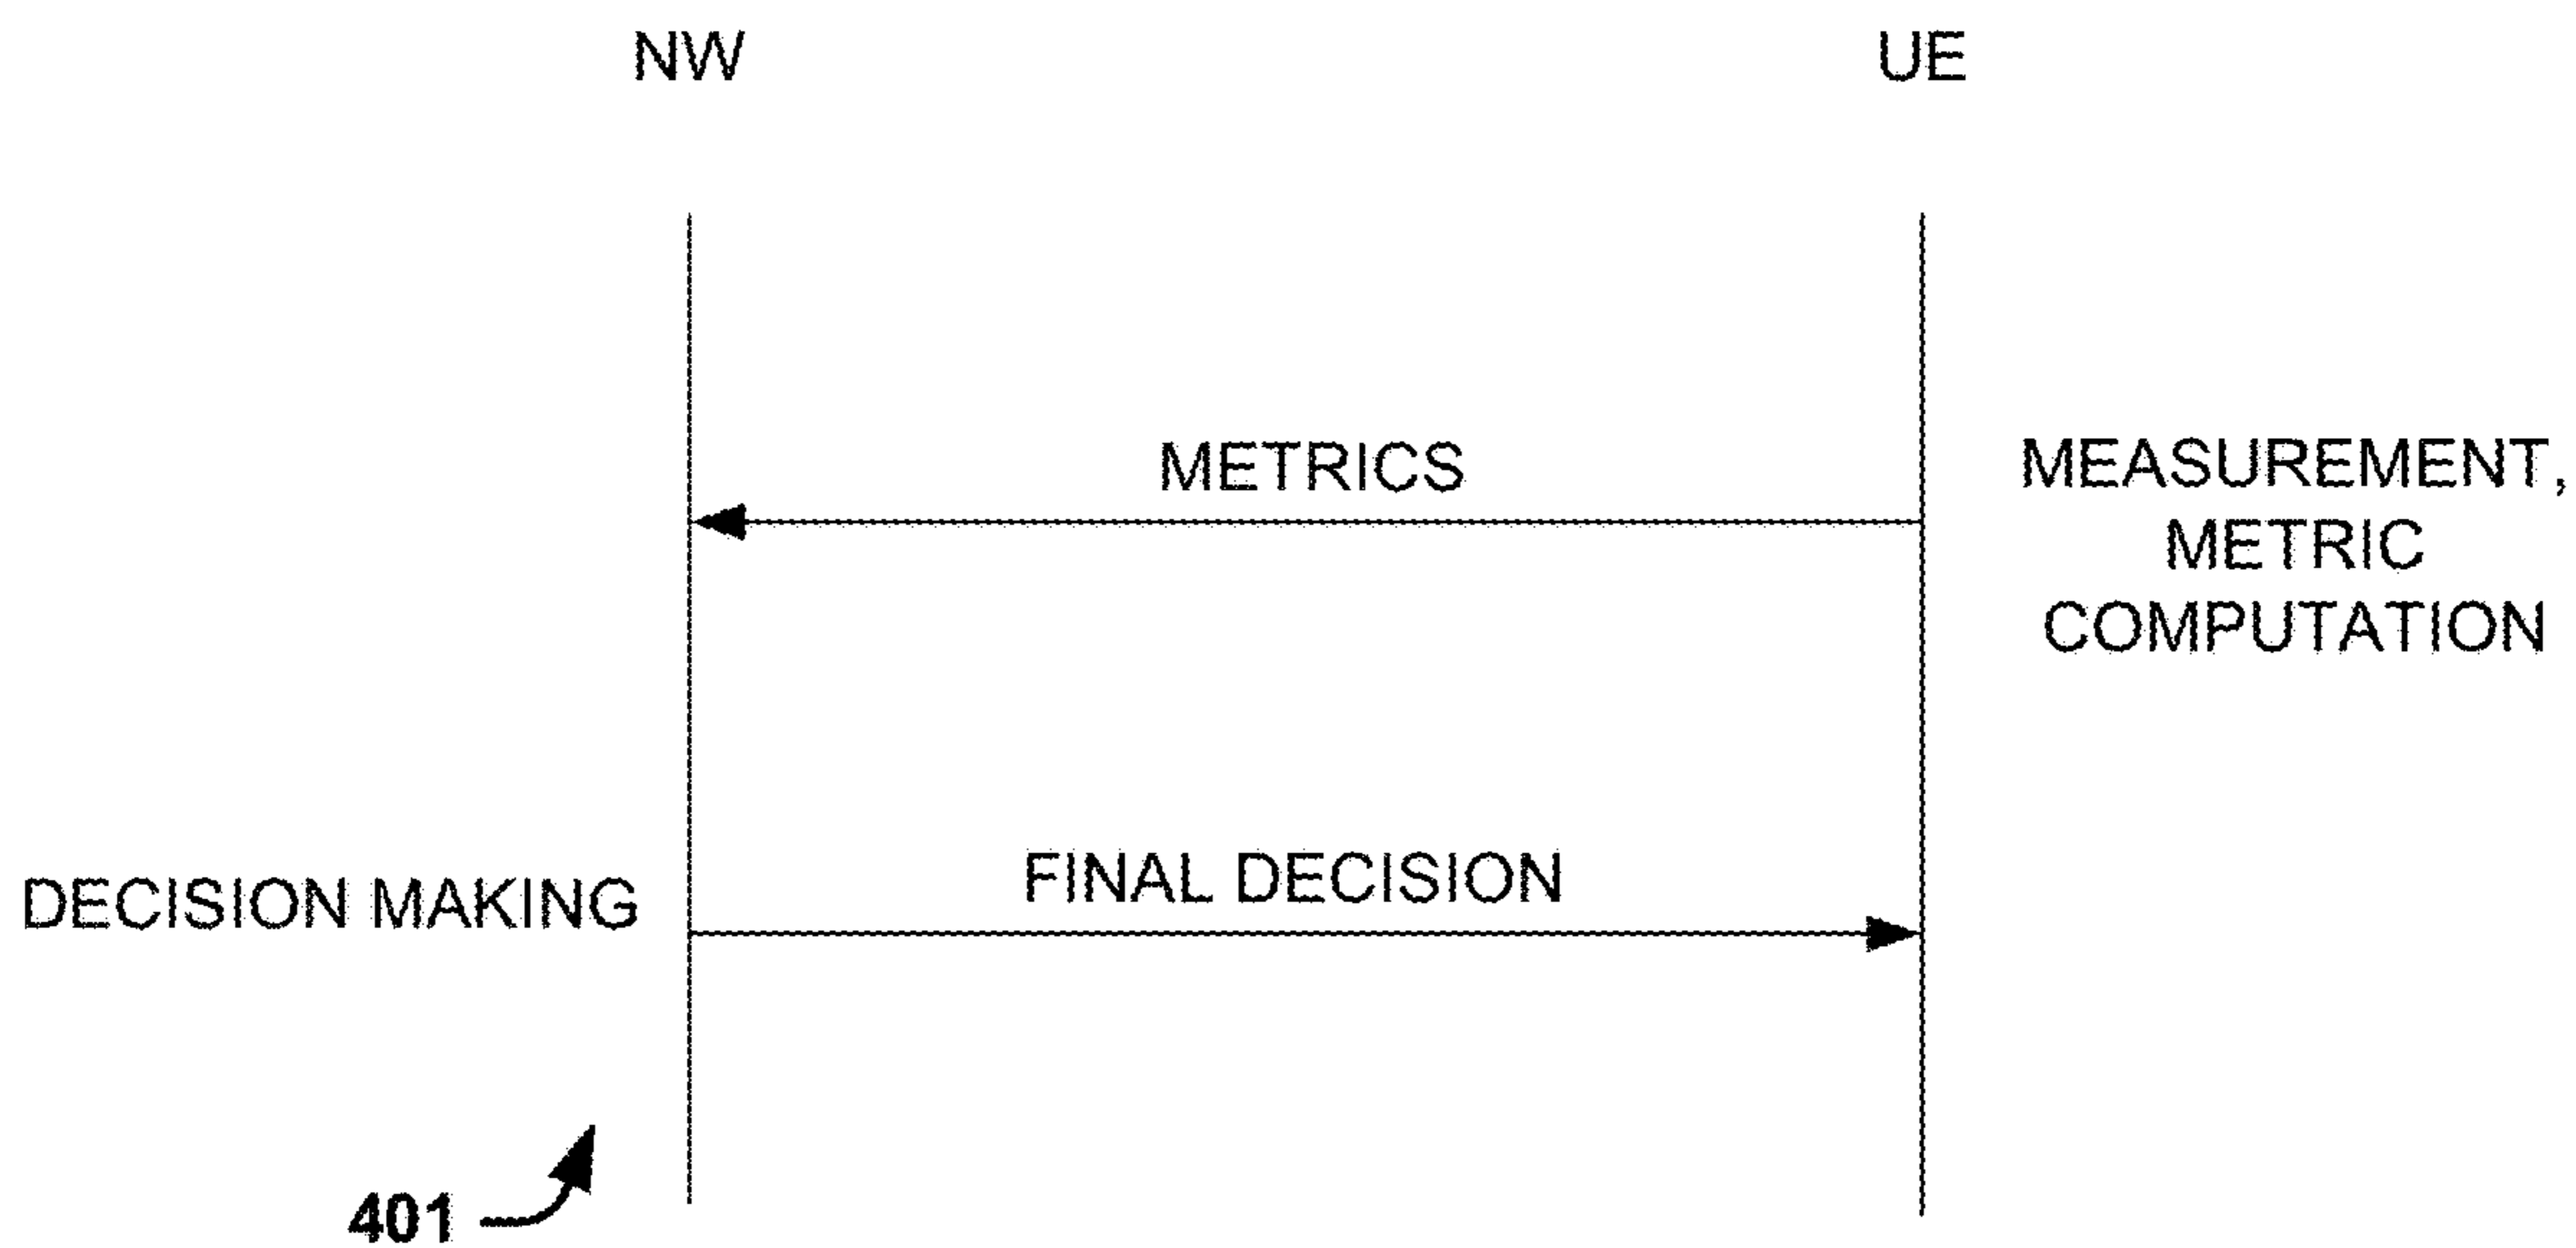 NW
UE
METRICS
MEASUREMENT,
METRIC
COMPUTATION
FINAL DECISION
DECISION MAKING
401